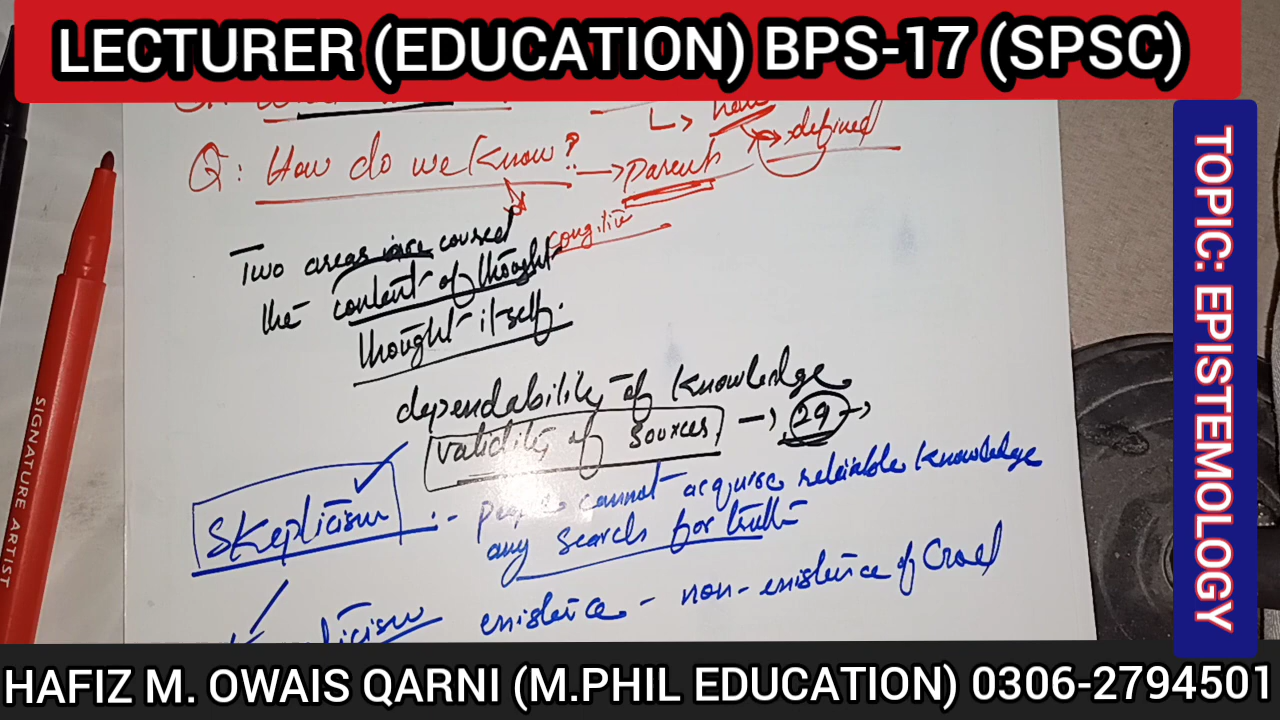 LECTURER (EDUCATION) BPS-17 (SPSC)
Q: How do we know? → Parent → defined
cognitive
Two areas are coursed
the content of thought
thought itself.
dependability of knowledge
validity of sources → 29 →
Skepticism :- people cannot acquire reliable knowledge
any search for truth
existence - non-existence of God
TOPIC: EPISTEMOLOGY
SIGNATURE ARTIST
HAFIZ M. OWAIS QARNI (M.PHIL EDUCATION) 0306-2794501